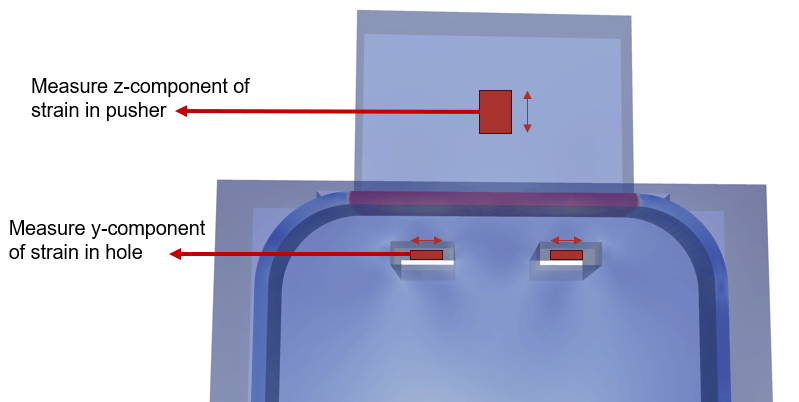 Measure z-component of
strain in pusher
Measure y-component
of strain in hole